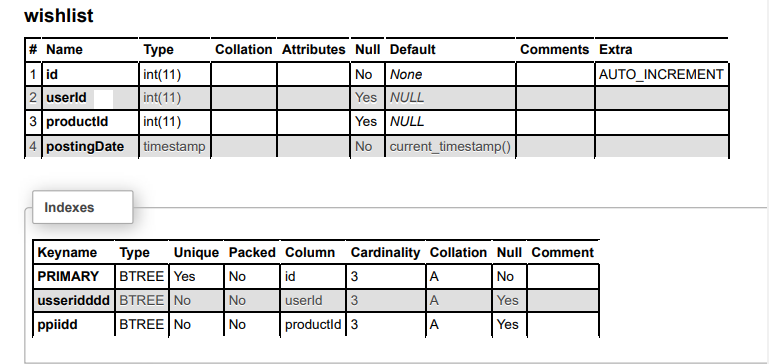 wishlist
# Name Type Collation Attributes Null Default Comments Extra
1 id int(11) No None AUTO_INCREMENT
2 userId int(11) Yes NULL
3 productId int(11) Yes NULL
4 postingDate timestamp No current_timestamp()
Indexes
Keyname Type Unique Packed Column Cardinality Collation Null Comment
PRIMARY BTREE Yes No id 3 A No
usseridddd BTREE No No userId 3 A Yes
ppiidd BTREE No No productId 3 A Yes